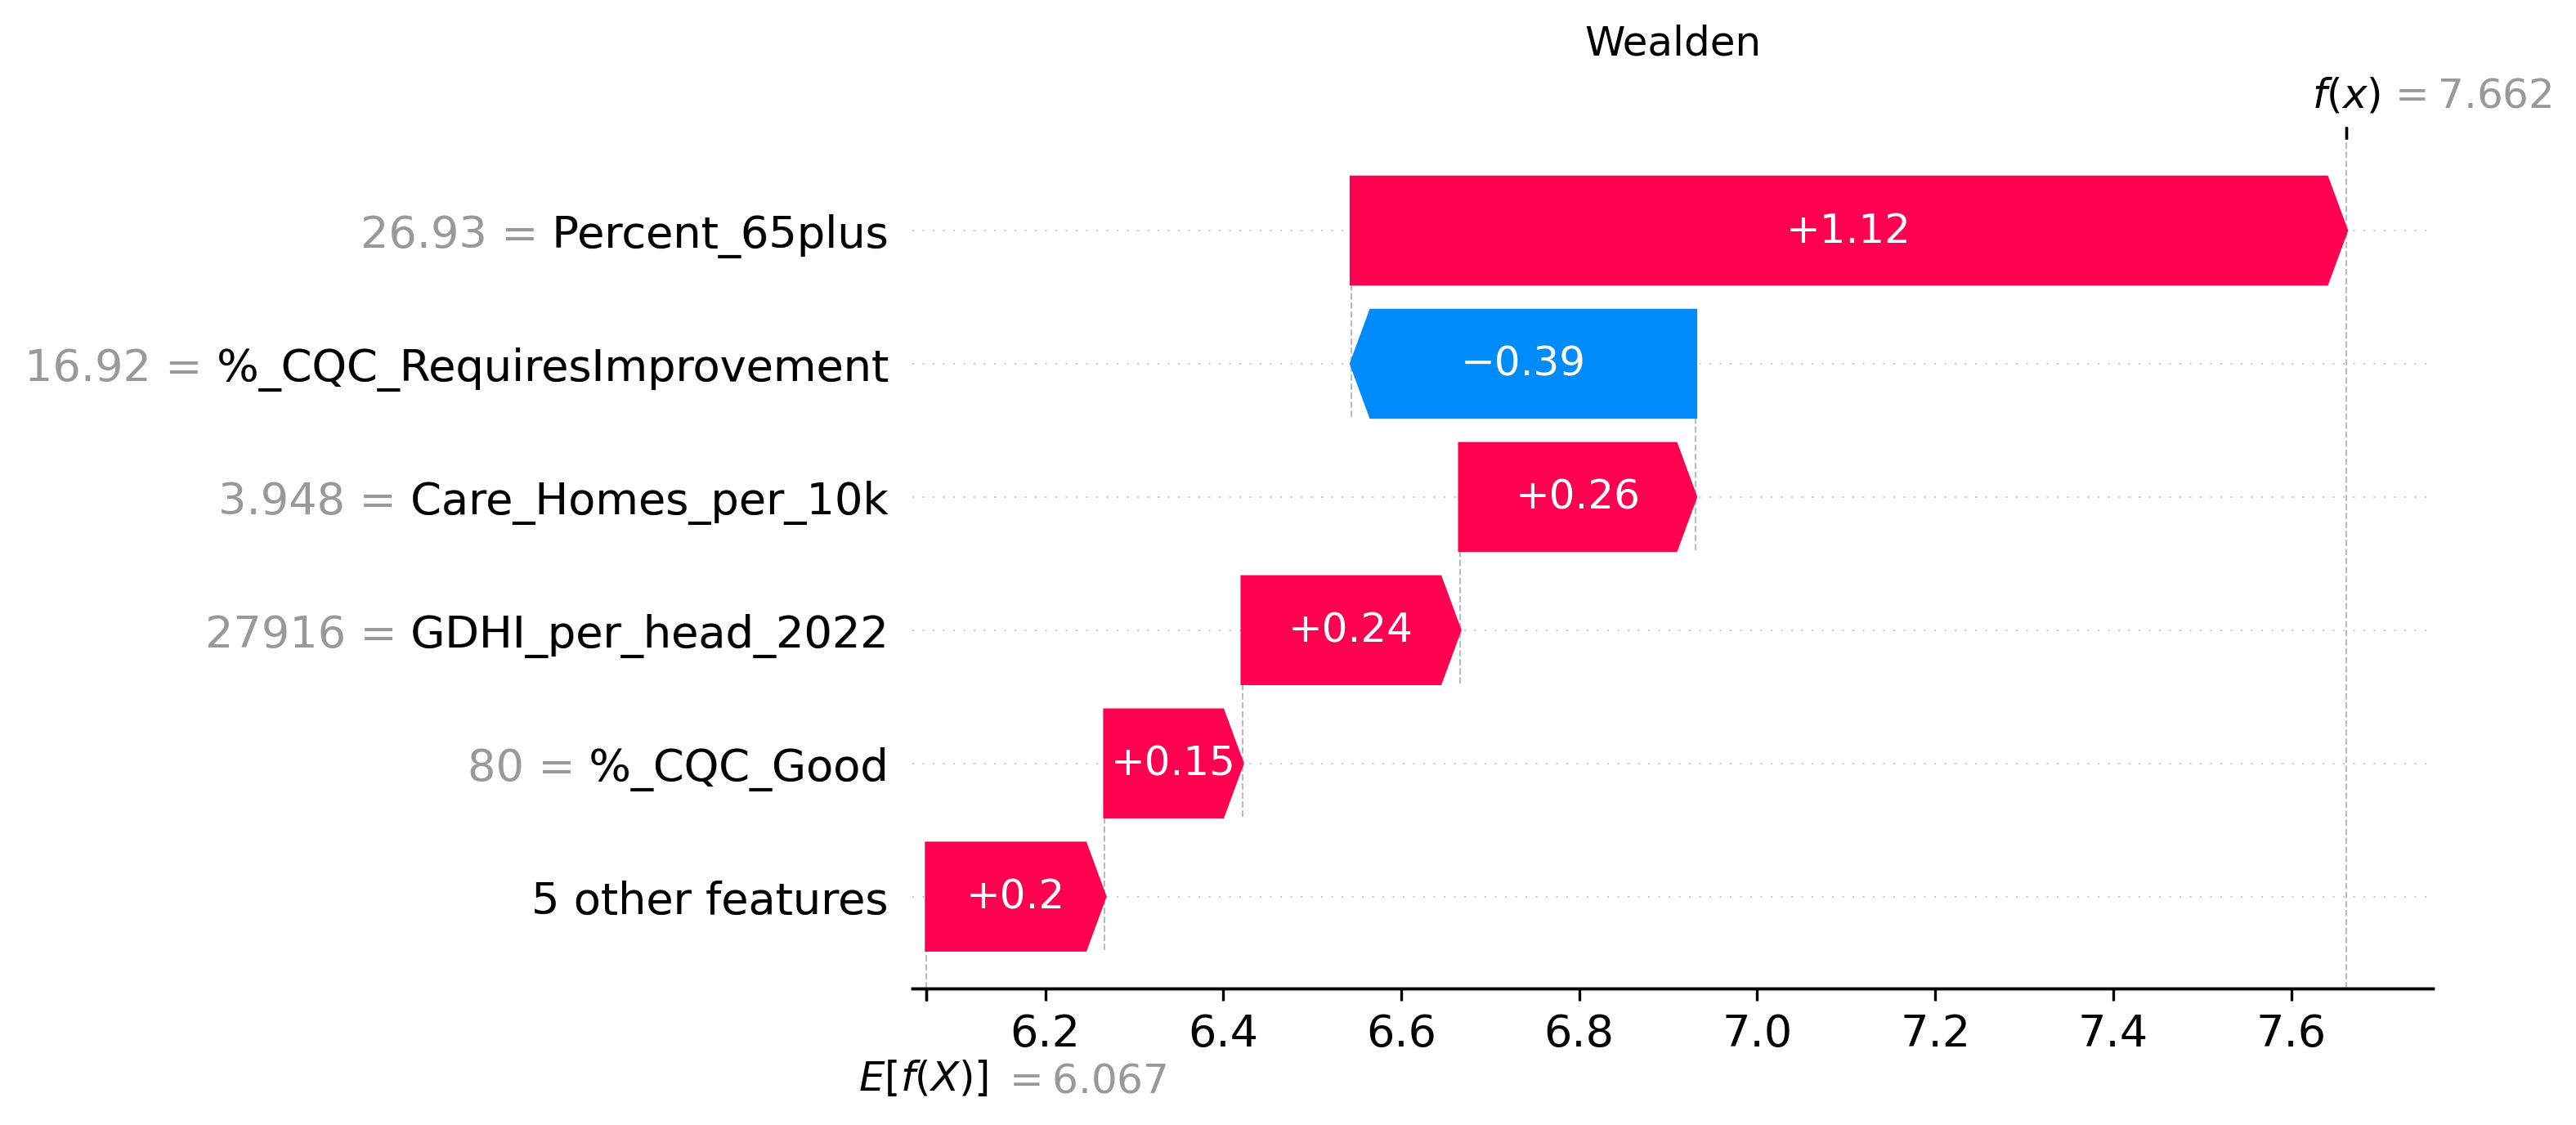 Wealden
f(x) = 7.662
26.93 = Percent_65plus
+1.12
16.92 = %_CQC_RequiresImprovement
−0.39
3.948 = Care_Homes_per_10k
+0.26
27916 = GDHI_per_head_2022
+0.24
80 = %_CQC_Good
+0.15
5 other features
+0.2
6.2 6.4 6.6 6.8 7.0 7.2 7.4 7.6
E[f(X)] = 6.067